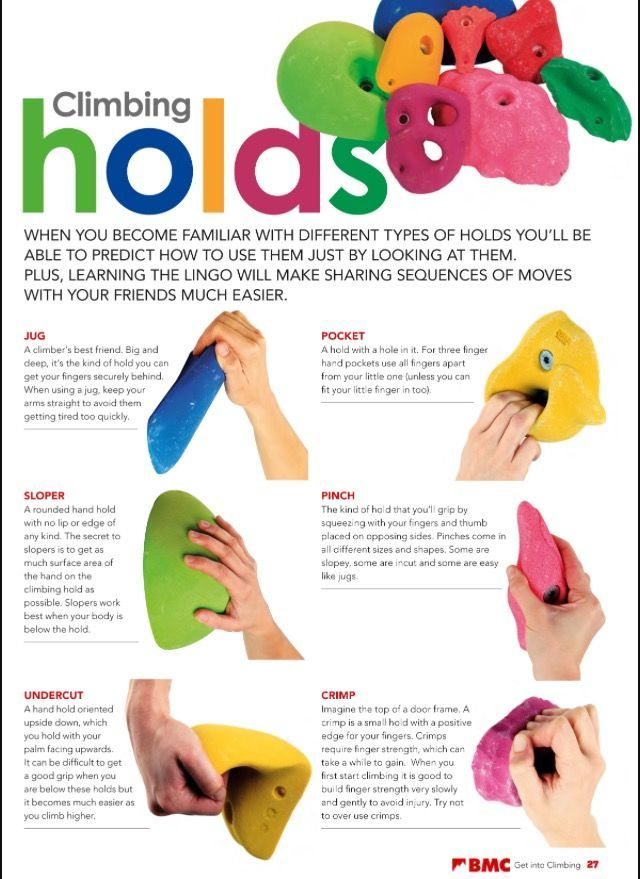 Climbing
holds
WHEN YOU BECOME FAMILIAR WITH DIFFERENT TYPES OF HOLDS YOU'LL BE
ABLE TO PREDICT HOW TO USE THEM JUST BY LOOKING AT THEM.
PLUS, LEARNING THE LINGO WILL MAKE SHARING SEQUENCES OF MOVES
WITH YOUR FRIENDS MUCH EASIER.
JUG
A climber's best friend. Big and
deep, it's the kind of hold you can
get your fingers securely behind.
When using a jug, keep your
arms straight to avoid them
getting tired too quickly.
POCKET
A hold with a hole in it. For three finger
hand pockets use all fingers apart
from your little one (unless you can
fit your little finger in too).
SLOPER
A rounded hand hold
with no lip or edge of
any kind. The secret to
slopers is to get as
much surface area of
the hand on the
climbing hold as
possible. Slopers work
best when your body is
below the hold.
PINCH
The kind of hold that you'll grip by
squeezing with your fingers and thumb
placed on opposing sides. Pinches come in
all different sizes and shapes. Some are
slopey, some are incut and some are easy
like jugs.
UNDERCUT
A hand hold oriented
upside down, which
you hold with your
palm facing upwards.
It can be difficult to get
a good grip when you
are below these holds but
it becomes much easier as
you climb higher.
CRIMP
Imagine the top of a door frame. A
crimp is a small hold with a positive
edge for your fingers. Crimps
require finger strength, which can
take a while to gain. When you
first start climbing it is good to
build finger strength very slowly
and gently to avoid injury. Try not
to over use crimps.
BMC Get into Climbing 27